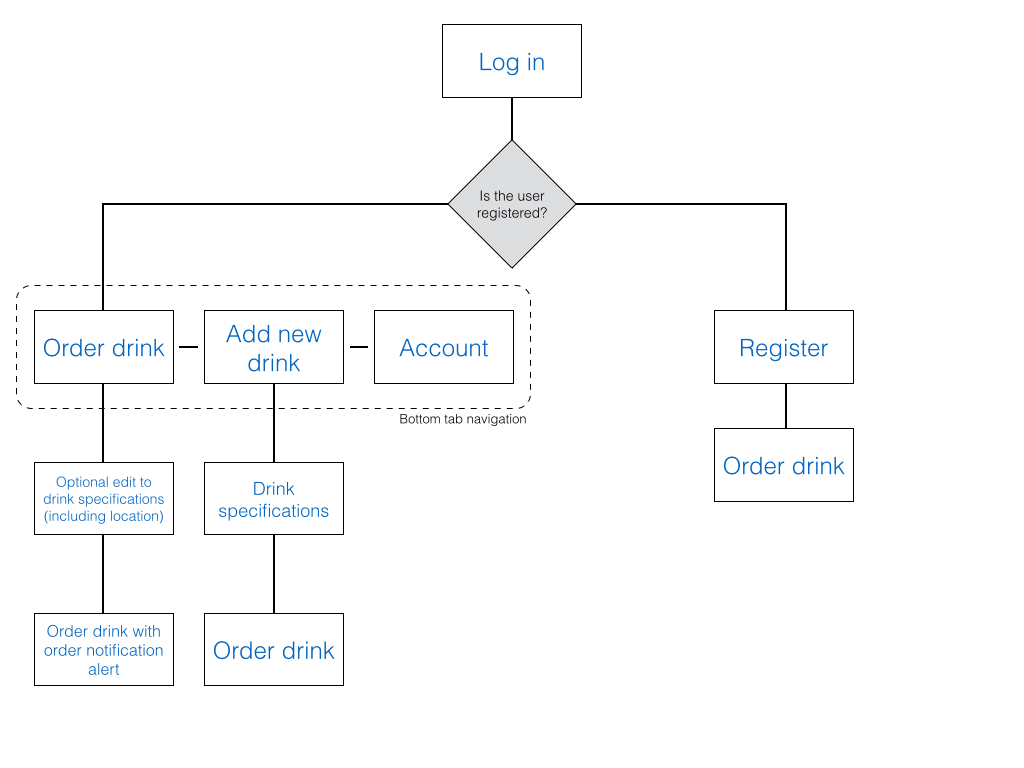 Log in
Is the user
registered?
Order drink
Add new
drink
Account
Register
Bottom tab navigation
Order drink
Optional edit to
drink specifications
(including location)
Drink
specifications
Order drink with
order notification
alert
Order drink